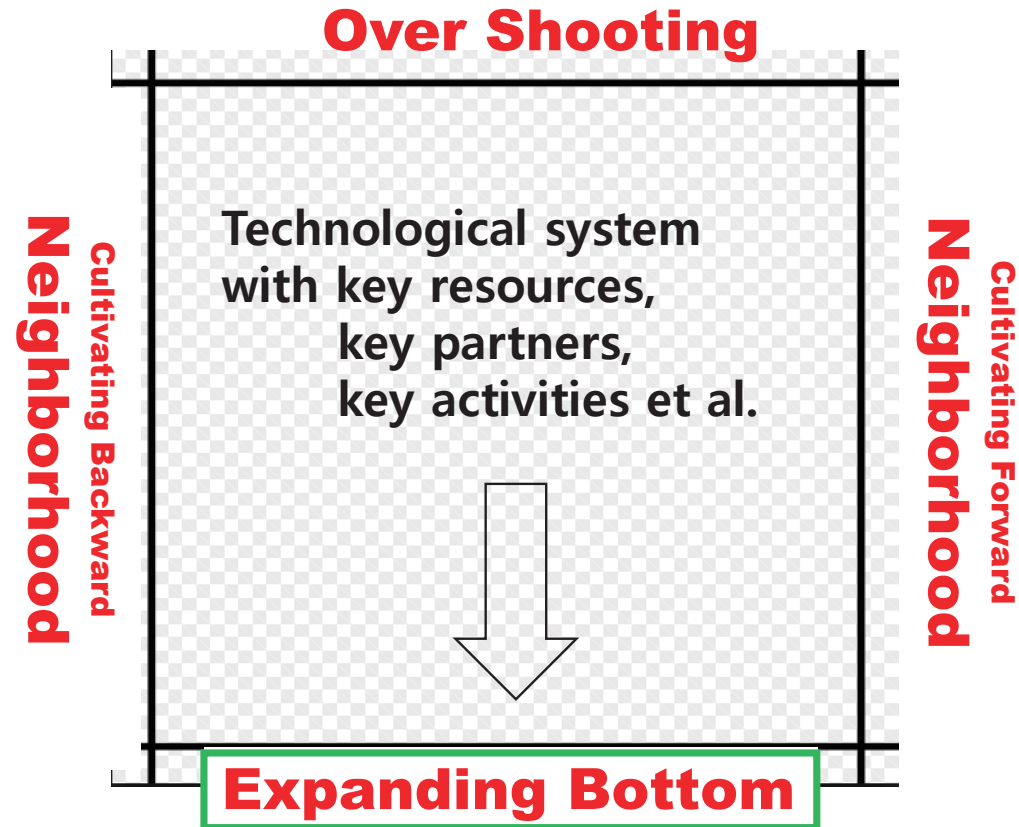 Over Shooting
Neighborhood
Cultivating Backward
Technological system
with key resources,
key partners,
key activities et al.
Cultivating Forward
Neighborhood
Expanding Bottom